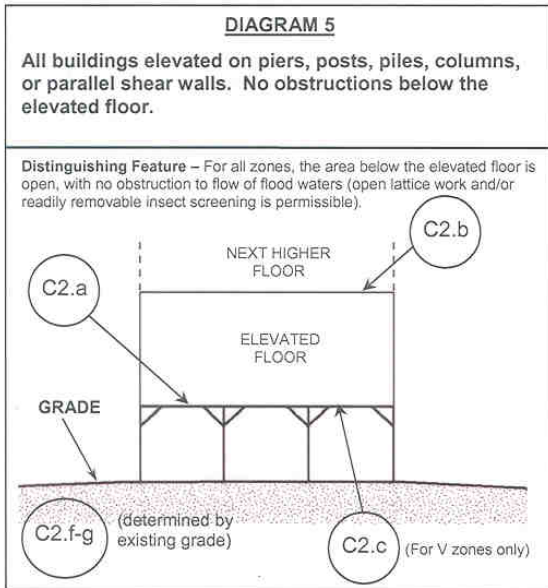 DIAGRAM 5
All buildings elevated on piers, posts, piles, columns,
or parallel shear walls.  No obstructions below the
elevated floor.
Distinguishing Feature – For all zones, the area below the elevated floor is
open, with no obstruction to flow of flood waters (open lattice work and/or
readily removable insect screening is permissible).
C2.b
NEXT HIGHER
FLOOR
C2.a
ELEVATED
FLOOR
GRADE
C2.f-g
(determined by
existing grade)
C2.c
(For V zones only)